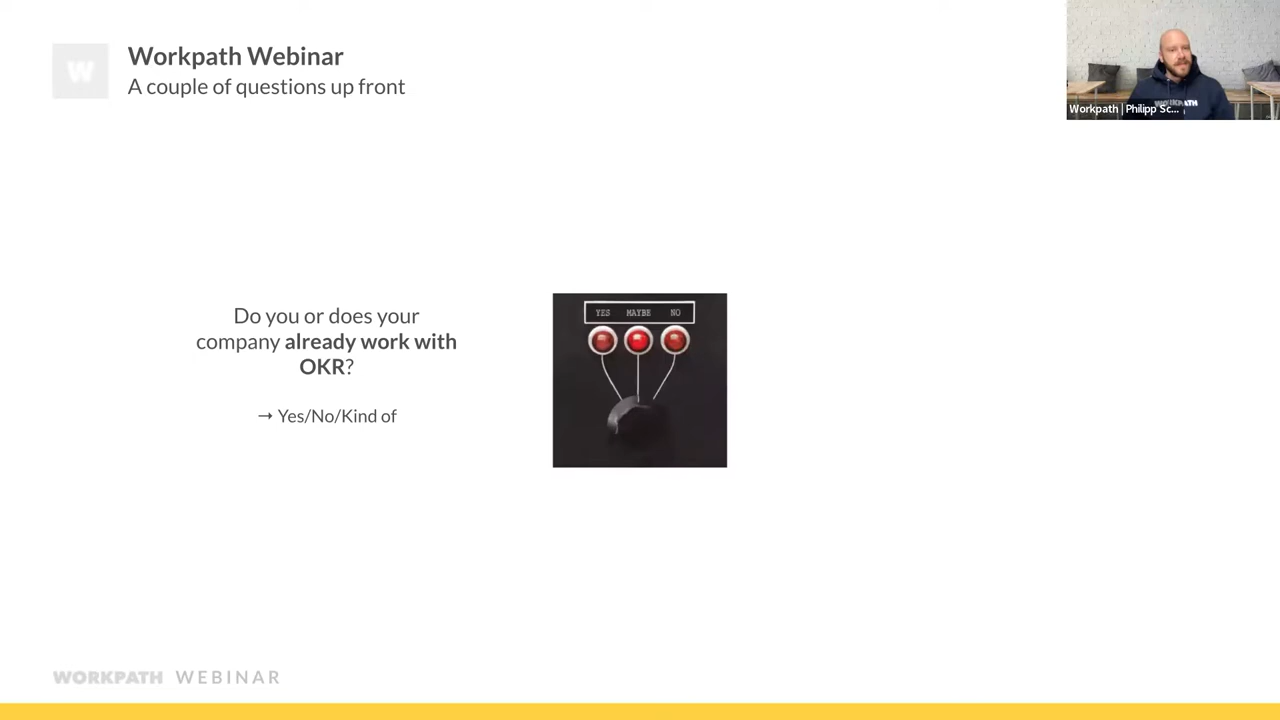 W
Workpath Webinar
A couple of questions up front
Workpath | Philipp Sc...
WORKPATH
Do you or does your
company already work with
OKR?
→ Yes/No/Kind of
YES MAYBE NO
WORKPATH WEBINAR